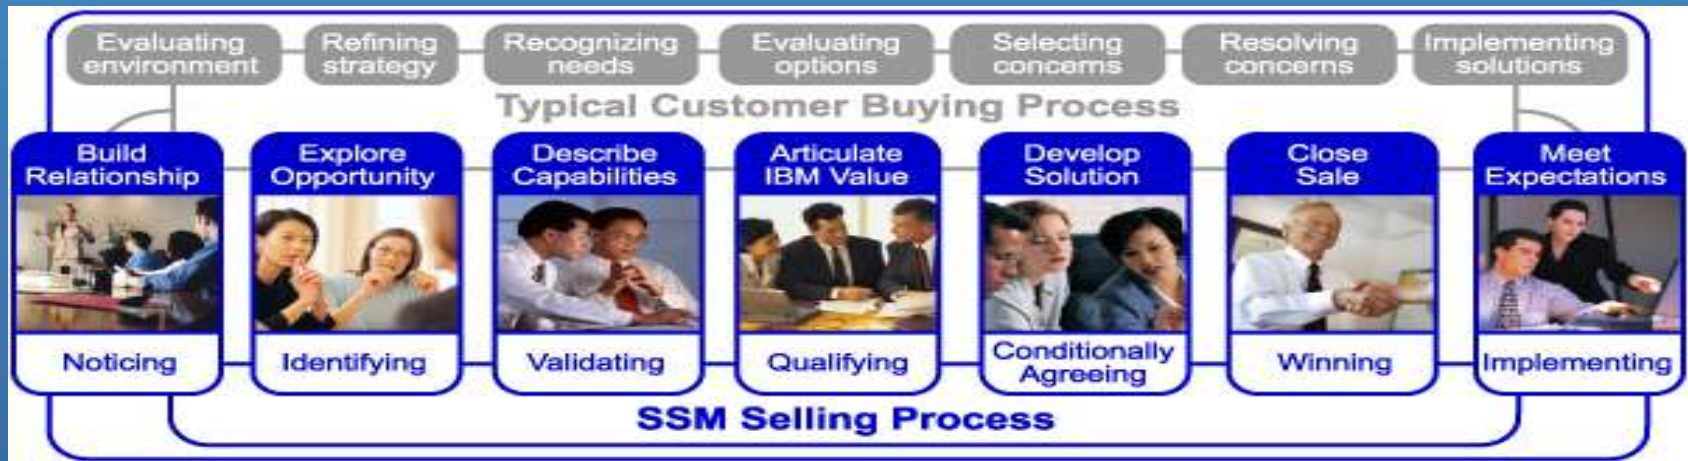 Evaluating
environment
Refining
strategy
Recognizing
needs
Evaluating
options
Selecting
concerns
Resolving
concerns
Implementing
solutions
Typical Customer Buying Process
Build
Relationship
Explore
Opportunity
Describe
Capabilities
Articulate
IBM Value
Develop
Solution
Close
Sale
Meet
Expectations
Noticing
Identifying
Validating
Qualifying
Conditionally
Agreeing
Winning
Implementing
SSM Selling Process